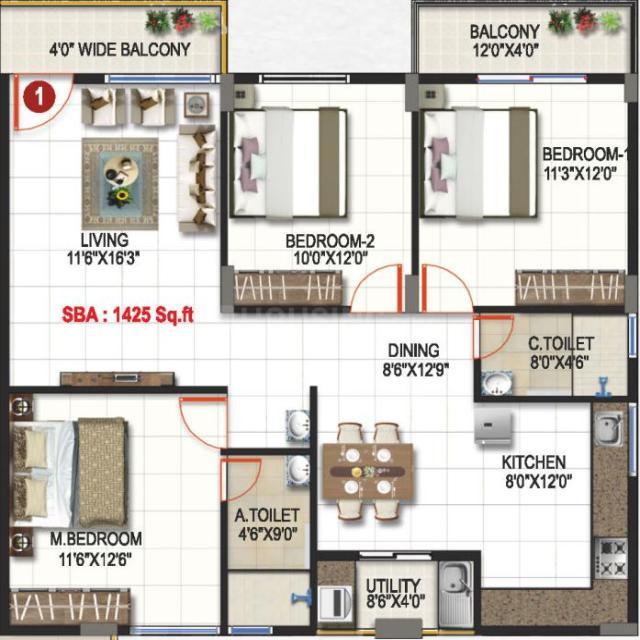 4'0" WIDE BALCONY
BALCONY
12'0"X4'0"
1
BEDROOM-1
11'3"X12'0"
LIVING
11'6"X16'3"
BEDROOM-2
10'0"X12'0"
SBA : 1425 Sq.ft
DINING
8'6"X12'9"
C.TOILET
8'0"X4'6"
KITCHEN
8'0"X12'0"
A.TOILET
4'6"X9'0"
M.BEDROOM
11'6"X12'6"
UTILITY
8'6"X4'0"